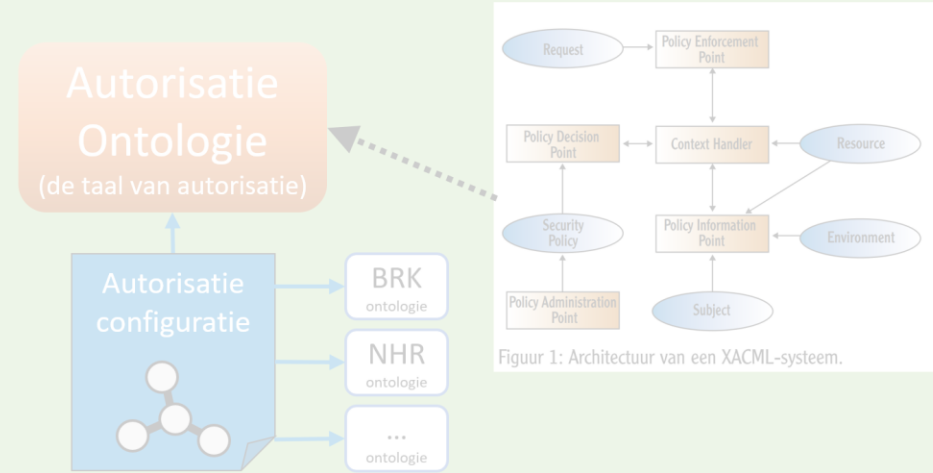 Autorisatie
Ontologie
(de taal van autorisatie)
Autorisatie
configuratie
BRK
ontologie
NHR
ontologie
...
ontologie
Request
Policy Enforcement
Point
Policy Decision
Point
Context Handler
Resource
Security
Policy
Policy Information
Point
Environment
Policy Administration
Point
Subject
Figuur 1: Architectuur van een XACML-systeem.